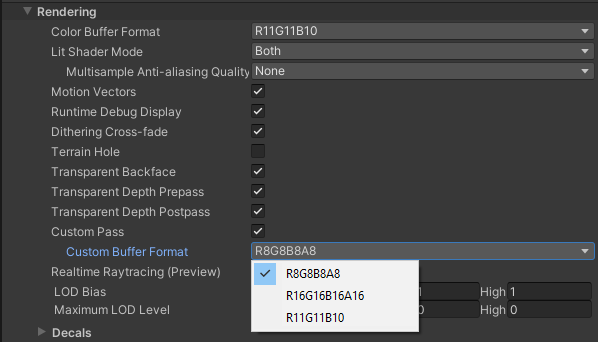 Rendering
Color Buffer Format R11G11B10
Lit Shader Mode Both
Multisample Anti-aliasing Quality None
Motion Vectors
Runtime Debug Display
Dithering Cross-fade
Terrain Hole
Transparent Backface
Transparent Depth Prepass
Transparent Depth Postpass
Custom Pass
Custom Buffer Format R8G8B8A8
Realtime Raytracing (Preview) R8G8B8A8
LOD Bias R16G16B16A16 1 High 1
Maximum LOD Level R11G11B10 0 High 0
Decals